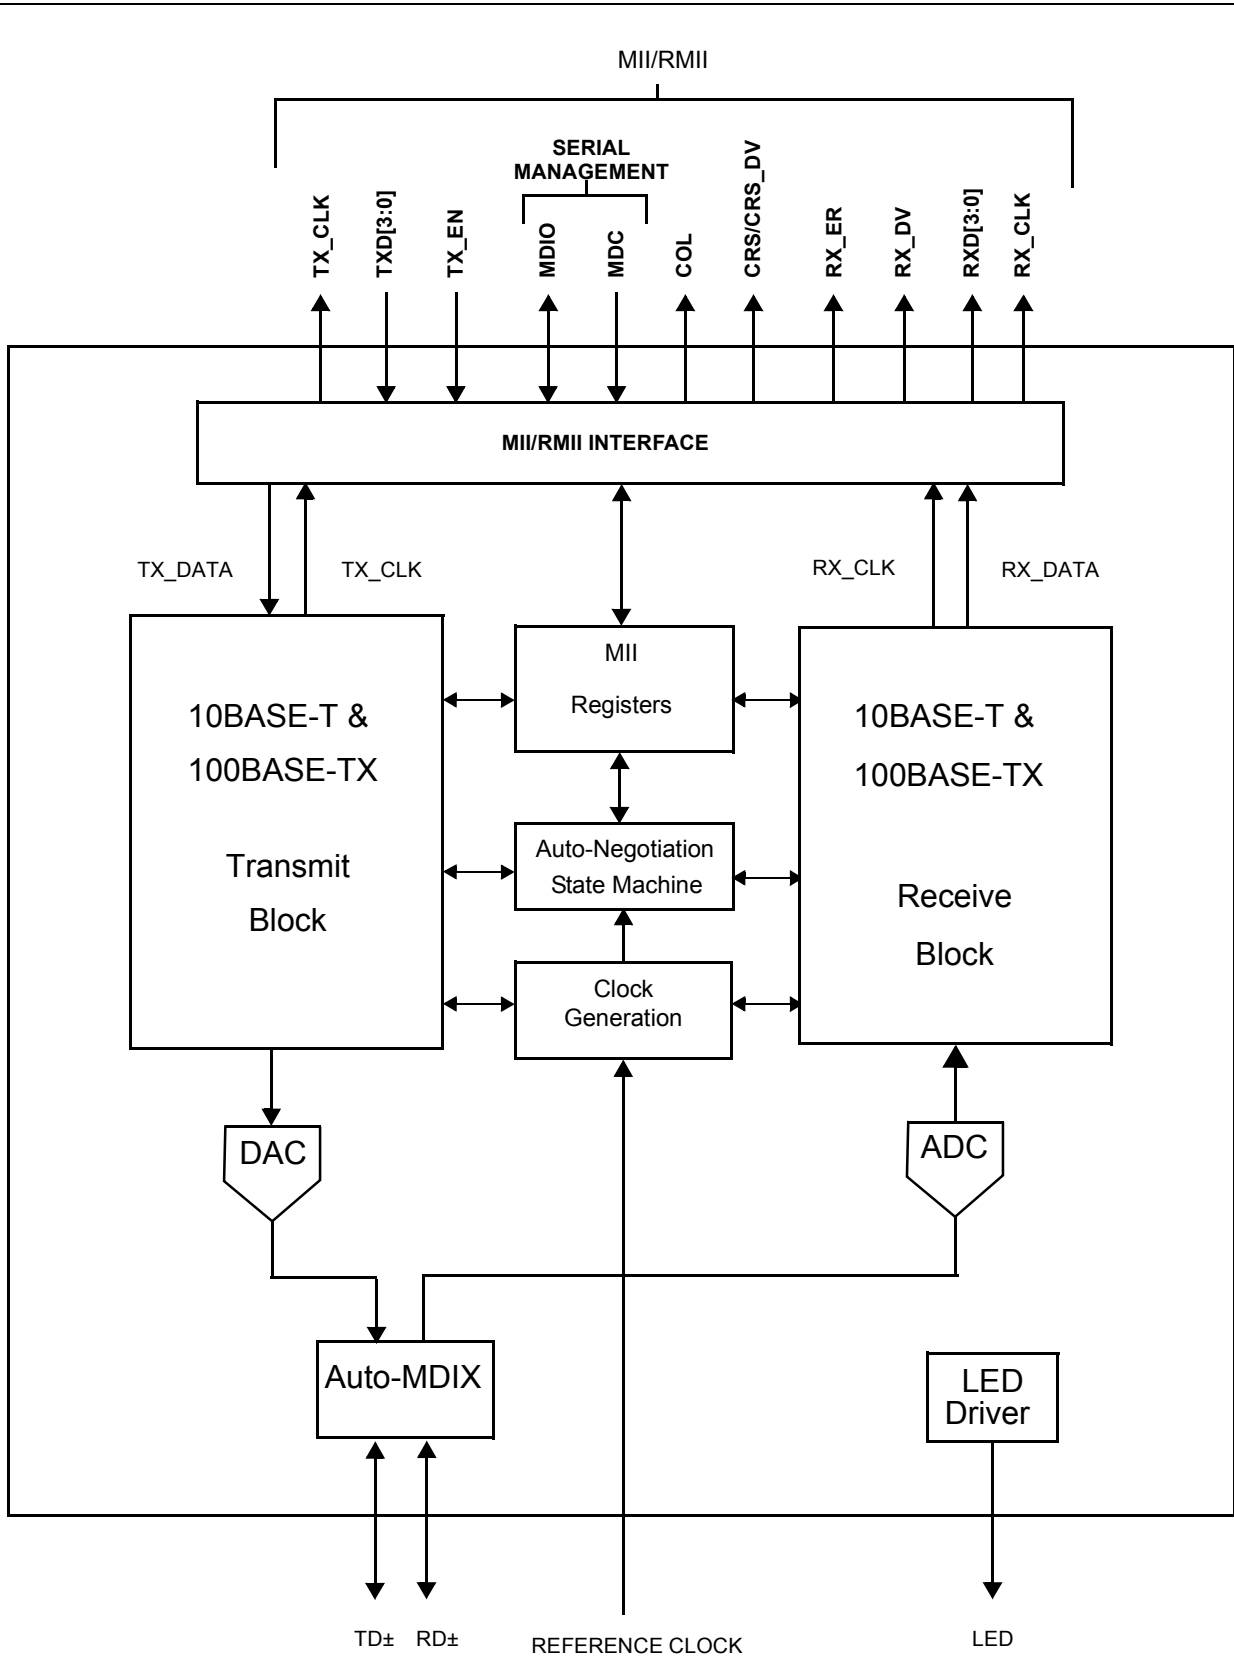 MII/RMII
SERIAL
MANAGEMENT
TX_CLK
TXD[3:0]
TX_EN
MDIO
MDC
COL
CRS/CRS_DV
RX_ER
RX_DV
RXD[3:0]
RX_CLK
MII/RMII INTERFACE
TX_DATA
TX_CLK
RX_CLK
RX_DATA
10BASE-T &
100BASE-TX
Transmit
Block
MII
Registers
Auto-Negotiation
State Machine
Clock
Generation
10BASE-T &
100BASE-TX
Receive
Block
DAC
ADC
Auto-MDIX
LED
Driver
TD±
RD±
REFERENCE CLOCK
LED